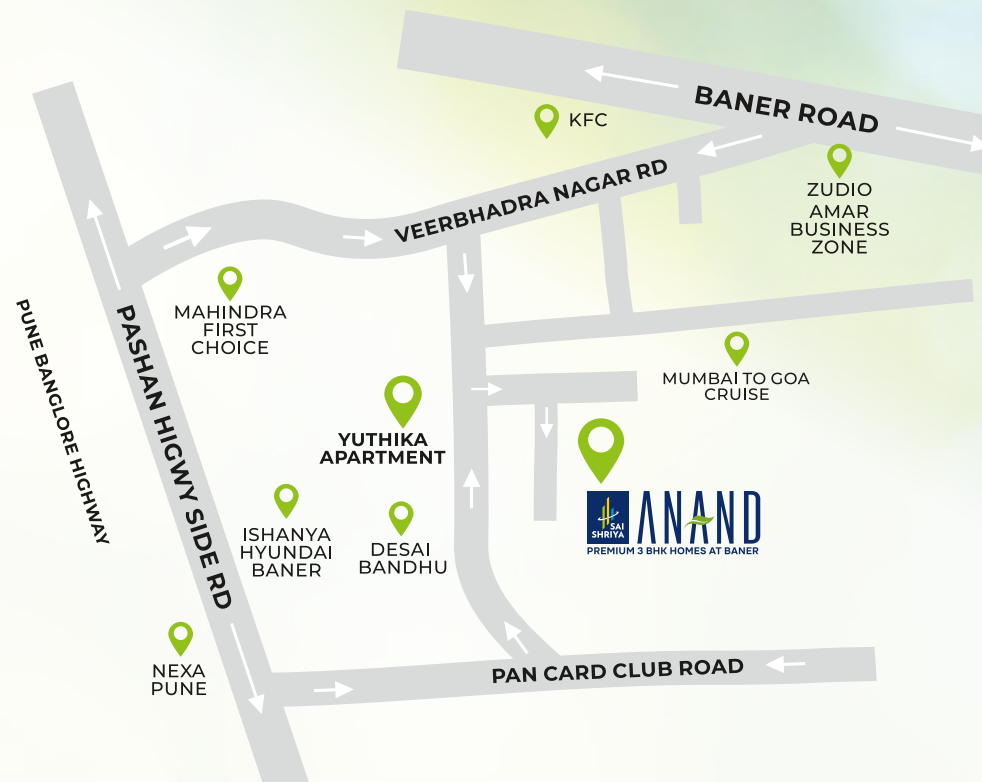 BANER ROAD
KFC
ZUDIO
AMAR
BUSINESS
ZONE
VEERBHADRA NAGAR RD
MAHINDRA
FIRST
CHOICE
PUNE BANGLORE HIGHWAY
PASHAN HIGWY SIDE RD
MUMBAI TO GOA
CRUISE
YUTHIKA
APARTMENT
ISHANYA
HYUNDAI
BANER
DESAI
BANDHU
SAI
SHRIYA
ANAND
PREMIUM 3 BHK HOMES AT BANER
NEXA
PUNE
PAN CARD CLUB ROAD